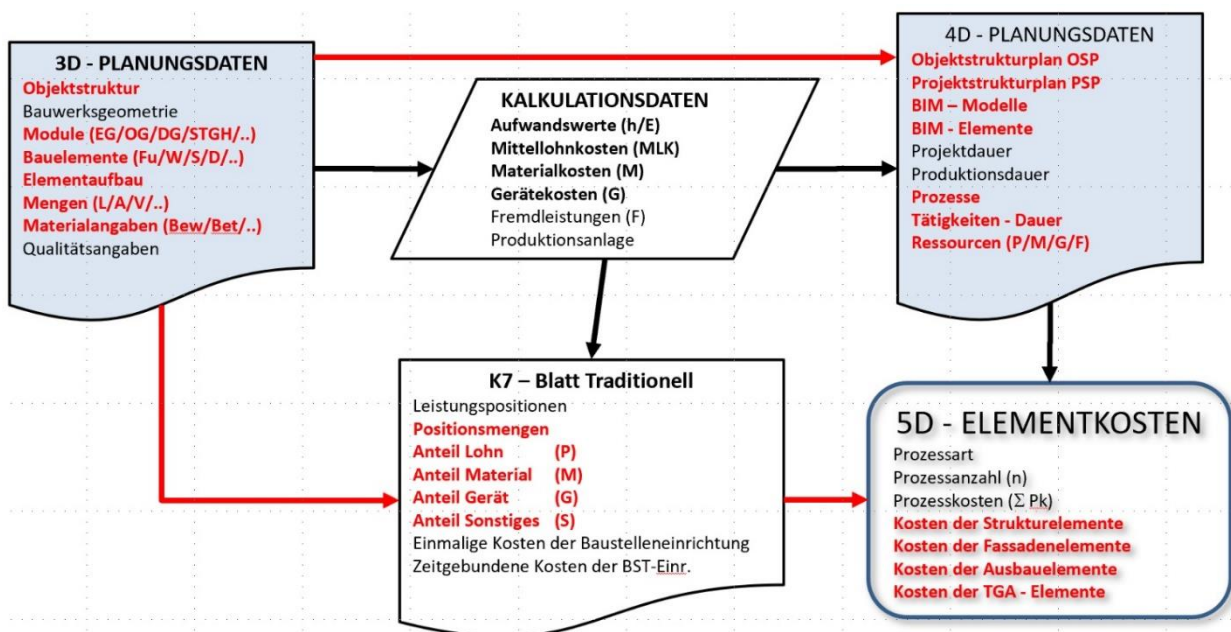 3D - PLANUNGSDATEN
Objektstruktur
Bauwerksgeometrie
Module (EG/OG/DG/STGH/..)
Bauelemente (Fu/W/S/D/..)
Elementaufbau
Mengen (L/A/V/..)
Materialangaben (Bew/Bet/..)
Qualitätsangaben
KALKULATIONSDATEN
Aufwandswerte (h/E)
Mittellohnkosten (MLK)
Materialkosten (M)
Gerätekosten (G)
Fremdleistungen (F)
Produktionsanlage
4D - PLANUNGSDATEN
Objektstrukturplan OSP
Projektstrukturplan PSP
BIM – Modelle
BIM - Elemente
Projektdauer
Produktionsdauer
Prozesse
Tätigkeiten - Dauer
Ressourcen (P/M/G/F)
K7 – Blatt Traditionell
Leistungspositionen
Positionsmengen
Anteil Lohn (P)
Anteil Material (M)
Anteil Gerät (G)
Anteil Sonstiges (S)
Einmalige Kosten der Baustelleneinrichtung
Zeitgebundene Kosten der BST-Einr.
5D - ELEMENTKOSTEN
Prozessart
Prozessanzahl (n)
Prozesskosten (Σ Pk)
Kosten der Strukturelemente
Kosten der Fassadenelemente
Kosten der Ausbauelemente
Kosten der TGA - Elemente